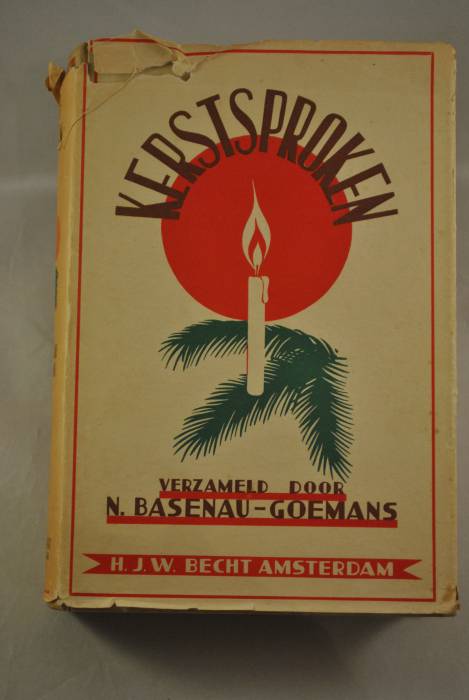 KERSTSPROKEN
VERZAMELD DOOR
N. BASENAU-GOEMANS
H.J.W. BECHT AMSTERDAM